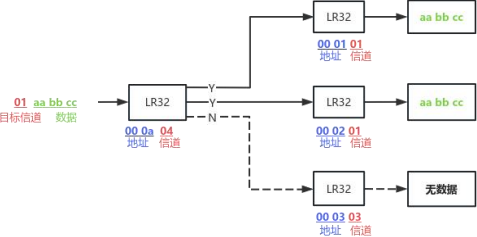 LR32
aa bb cc
00 01 01
地址 信道
Y
01 aa bb cc
目标信道 数据
LR32
Y
LR32
aa bb cc
N
00 0a 04
地址 信道
00 02 01
地址 信道
LR32
无数据
00 03 03
地址 信道